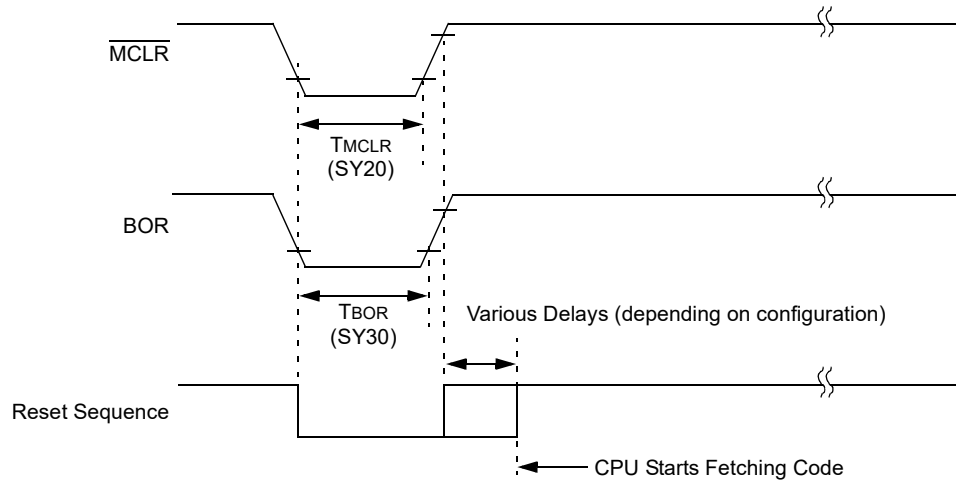 MCLR
TMCLR
(SY20)
BOR
TBOR
(SY30)
Various Delays (depending on configuration)
Reset Sequence
CPU Starts Fetching Code